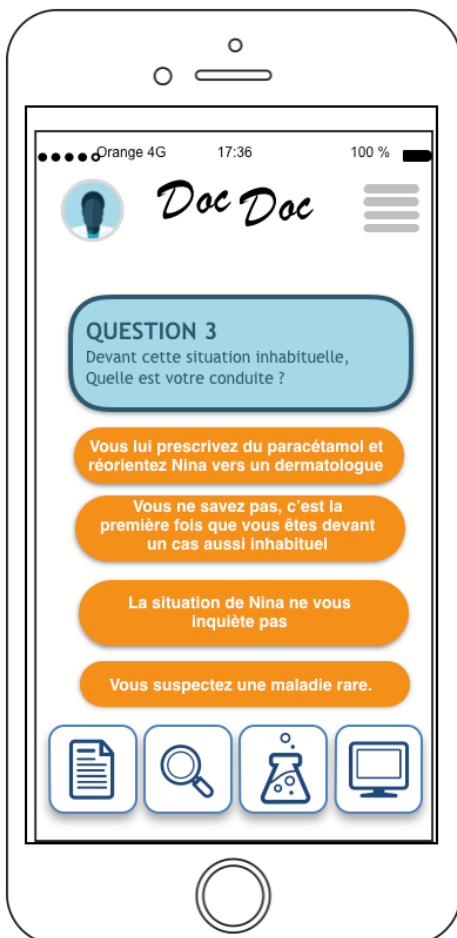 Orange 4G 17:36 100 %
Doc Doc
QUESTION 3
Devant cette situation inhabituelle,
Quelle est votre conduite ?
Vous lui prescrivez du paracétamol et
réorientez Nina vers un dermatologue
Vous ne savez pas, c'est la
première fois que vous êtes devant
un cas aussi inhabituel
La situation de Nina ne vous
inquiète pas
Vous suspectez une maladie rare.